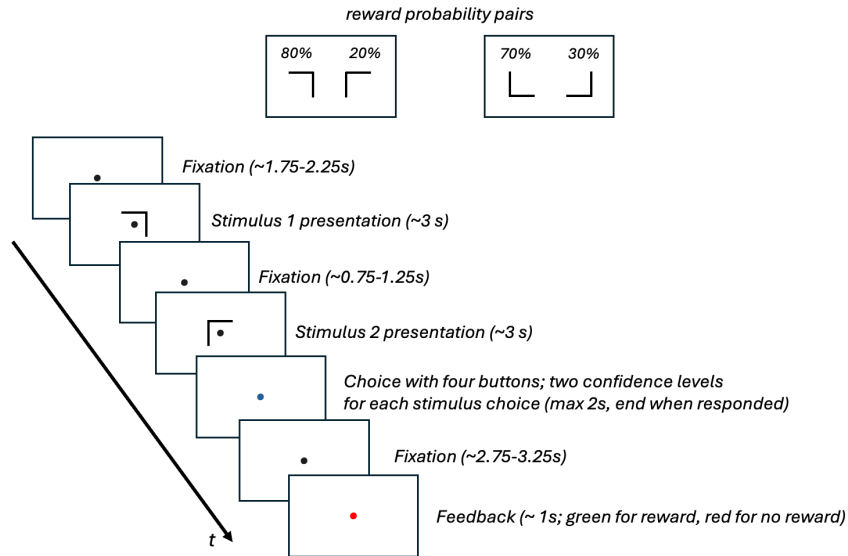 reward probability pairs
80% 20%
70% 30%
Fixation (~1.75-2.25s)
Stimulus 1 presentation (~3 s)
Fixation (~0.75-1.25s)
Stimulus 2 presentation (~3 s)
Choice with four buttons; two confidence levels
for each stimulus choice (max 2s, end when responded)
Fixation (~2.75-3.25s)
Feedback (~ 1s; green for reward, red for no reward)
t